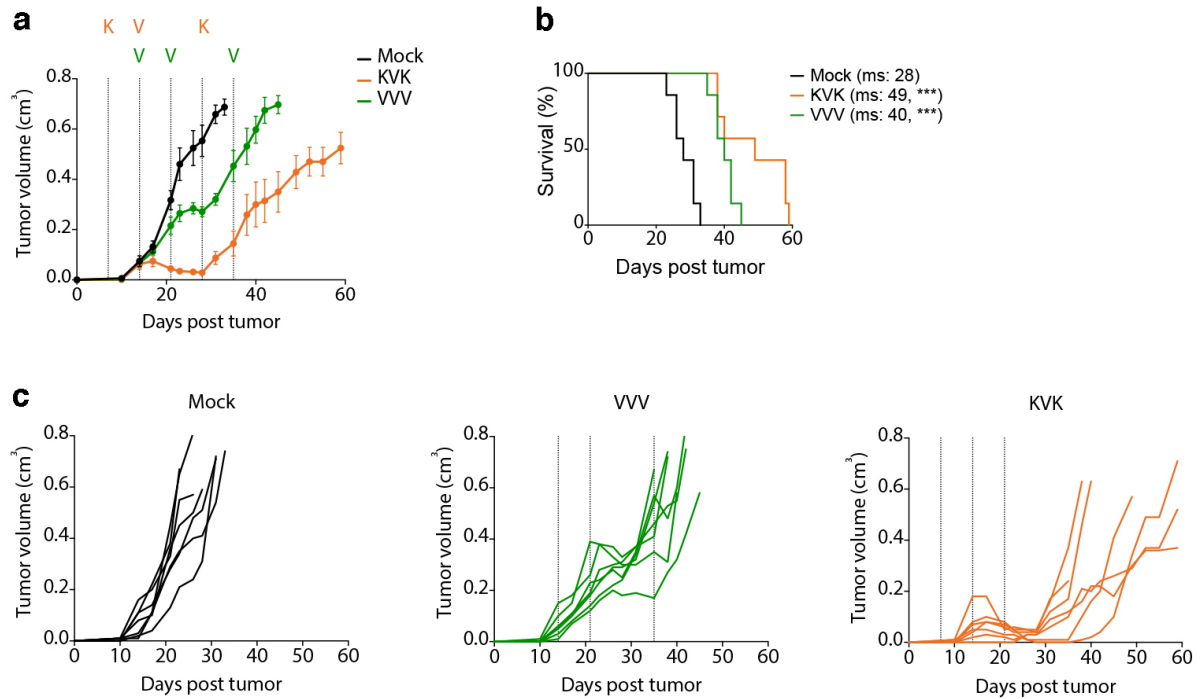 a
K V K
V V V
Mock
KVK
VVV
Tumor volume (cm³)
0.8
0.6
0.4
0.2
0.0
0 20 40 60
Days post tumor
b
Survival (%)
100
50
0
0 20 40 60
Days post tumor
Mock (ms: 28)
KVK (ms: 49, ***)
VVV (ms: 40, ***)
c
Mock
Tumor volume (cm³)
0.8
0.6
0.4
0.2
0.0
0 10 20 30 40 50 60
Days post tumor
VVV
Tumor volume (cm³)
0.8
0.6
0.4
0.2
0.0
0 10 20 30 40 50 60
Days post tumor
KVK
Tumor volume (cm³)
0.8
0.6
0.4
0.2
0.0
0 10 20 30 40 50 60
Days post tumor